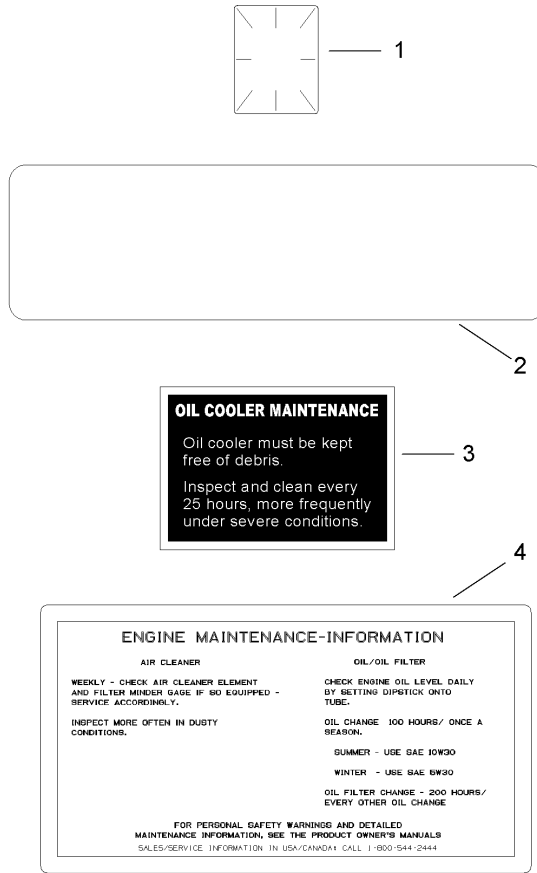 1
2
OIL COOLER MAINTENANCE
Oil cooler must be kept
free of debris.
Inspect and clean every
25 hours, more frequently
under severe conditions.
3
4
ENGINE MAINTENANCE-INFORMATION
AIR CLEANER
WEEKLY - CHECK AIR CLEANER ELEMENT
AND FILTER MINDER GAGE IF SO EQUIPPED -
SERVICE ACCORDINGLY.
INSPECT MORE OFTEN IN DUSTY
CONDITIONS.
OIL/OIL FILTER
CHECK ENGINE OIL LEVEL DAILY
BY SETTING DIPSTICK ONTO
TUBE.
OIL CHANGE 100 HOURS/ ONCE A
SEASON.
SUMMER - USE SAE 10W30
WINTER - USE SAE 5W30
OIL FILTER CHANGE - 200 HOURS/
EVERY OTHER OIL CHANGE
FOR PERSONAL SAFETY WARNINGS AND DETAILED
MAINTENANCE INFORMATION, SEE THE PRODUCT OWNER'S MANUALS
SALES/SERVICE INFORMATION IN USA/CANADA: CALL 1-800-544-2444